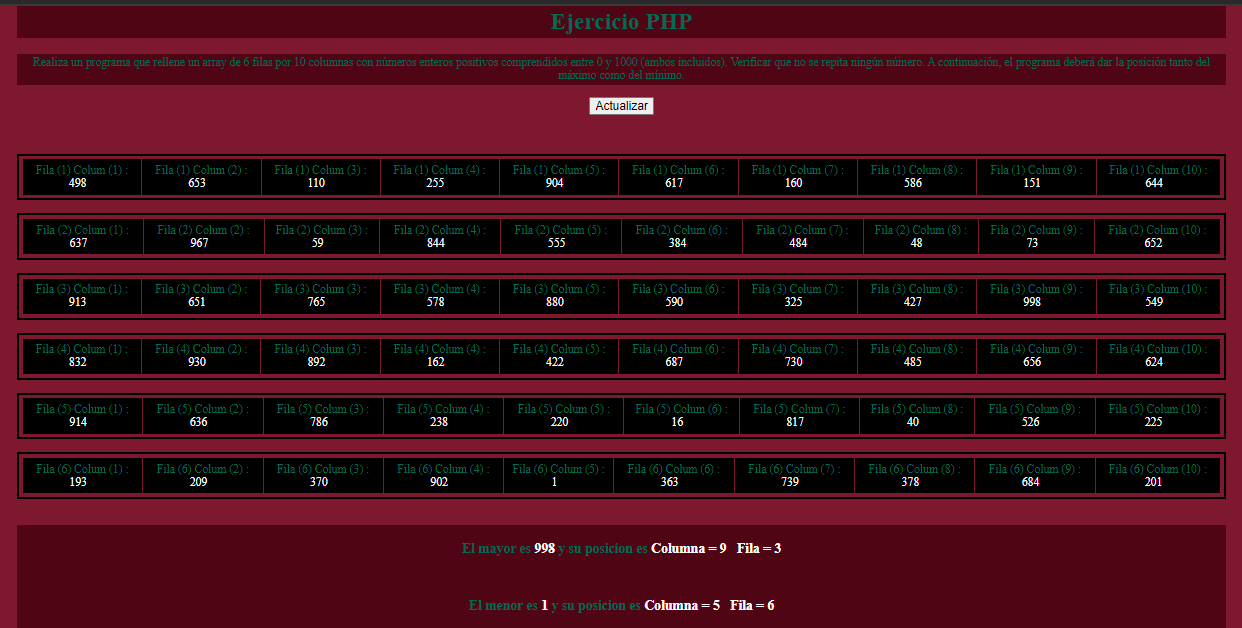 Ejercicio PHP
Realiza un programa que rellene un array de 6 filas por 10 columnas con números enteros positivos comprendidos entre 0 y 1000 (ambos incluidos). Verificar que no se repita ningún número. A continuación, el programa deberá dar la posición tanto del
máximo como del mínimo.
Actualizar
Fila (1) Colum (1) : Fila (1) Colum (2) : Fila (1) Colum (3) : Fila (1) Colum (4) : Fila (1) Colum (5) : Fila (1) Colum (6) : Fila (1) Colum (7) : Fila (1) Colum (8) : Fila (1) Colum (9) : Fila (1) Colum (10) :
498 653 110 255 904 617 160 586 151 644
Fila (2) Colum (1) : Fila (2) Colum (2) : Fila (2) Colum (3) : Fila (2) Colum (4) : Fila (2) Colum (5) : Fila (2) Colum (6) : Fila (2) Colum (7) : Fila (2) Colum (8) : Fila (2) Colum (9) : Fila (2) Colum (10) :
637 967 59 844 555 384 484 48 73 652
Fila (3) Colum (1) : Fila (3) Colum (2) : Fila (3) Colum (3) : Fila (3) Colum (4) : Fila (3) Colum (5) : Fila (3) Colum (6) : Fila (3) Colum (7) : Fila (3) Colum (8) : Fila (3) Colum (9) : Fila (3) Colum (10) :
913 651 765 578 880 590 325 427 998 549
Fila (4) Colum (1) : Fila (4) Colum (2) : Fila (4) Colum (3) : Fila (4) Colum (4) : Fila (4) Colum (5) : Fila (4) Colum (6) : Fila (4) Colum (7) : Fila (4) Colum (8) : Fila (4) Colum (9) : Fila (4) Colum (10) :
832 930 892 162 422 687 730 485 656 624
Fila (5) Colum (1) : Fila (5) Colum (2) : Fila (5) Colum (3) : Fila (5) Colum (4) : Fila (5) Colum (5) : Fila (5) Colum (6) : Fila (5) Colum (7) : Fila (5) Colum (8) : Fila (5) Colum (9) : Fila (5) Colum (10) :
914 636 786 238 220 16 817 40 526 225
Fila (6) Colum (1) : Fila (6) Colum (2) : Fila (6) Colum (3) : Fila (6) Colum (4) : Fila (6) Colum (5) : Fila (6) Colum (6) : Fila (6) Colum (7) : Fila (6) Colum (8) : Fila (6) Colum (9) : Fila (6) Colum (10) :
193 209 370 902 1 363 739 378 684 201
El mayor es 998 y su posicion es Columna = 9 Fila = 3
El menor es 1 y su posicion es Columna = 5 Fila = 6